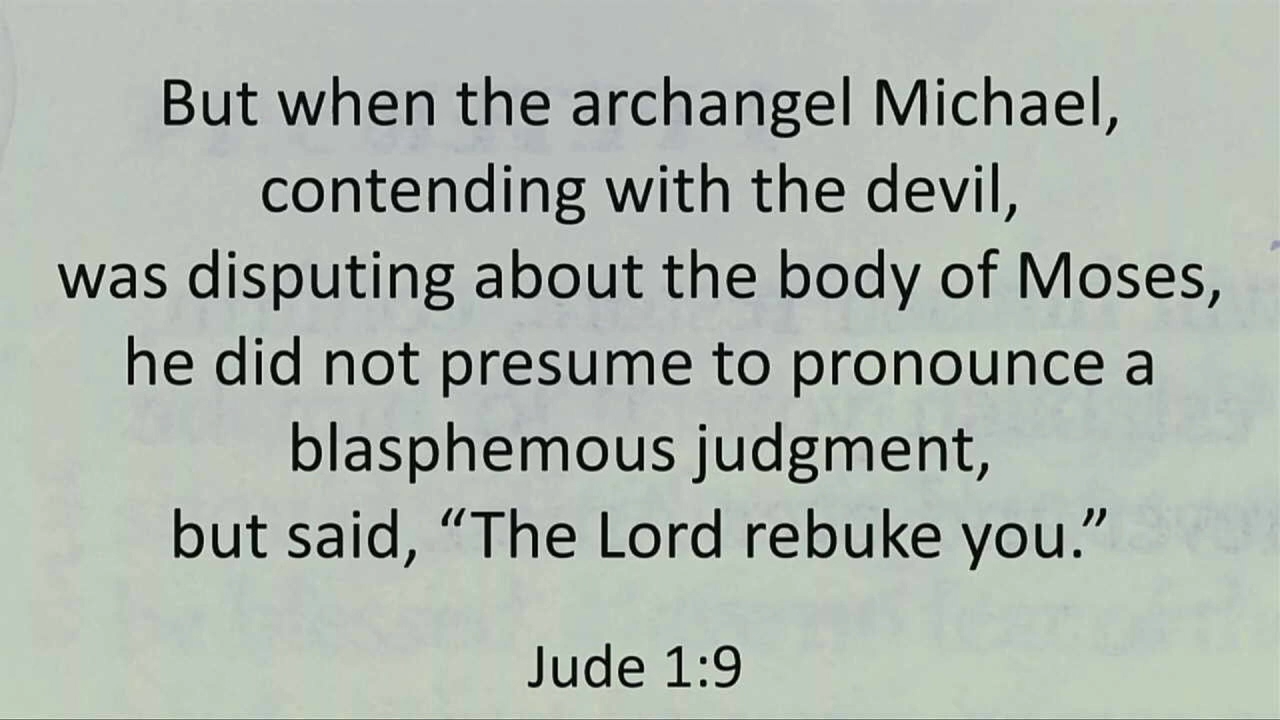 But when the archangel Michael,
contending with the devil,
was disputing about the body of Moses,
he did not presume to pronounce a
blasphemous judgment,
but said, “The Lord rebuke you.”
Jude 1:9